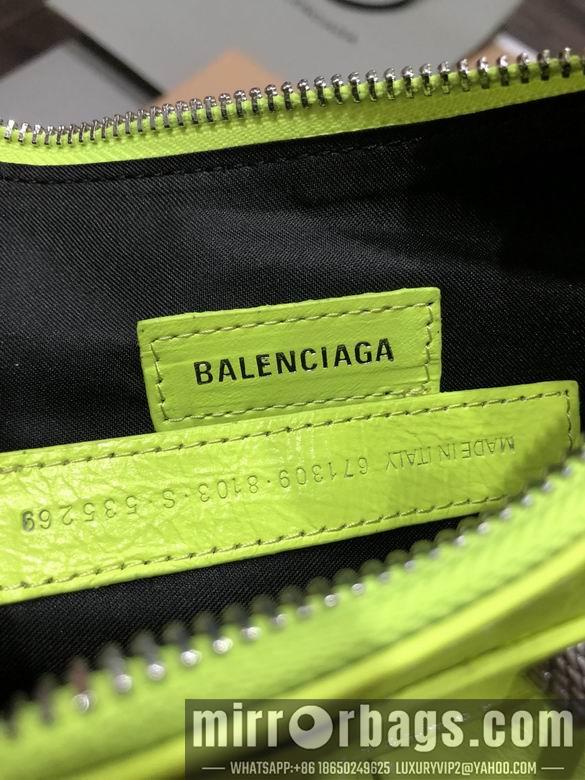 BALENCIAGA
MADE IN ITALY 671309·8103·S·535269
mirrorbags.com
WHATSAPP:+86 18650249625 LUXURYVIP2@YAHOO.COM